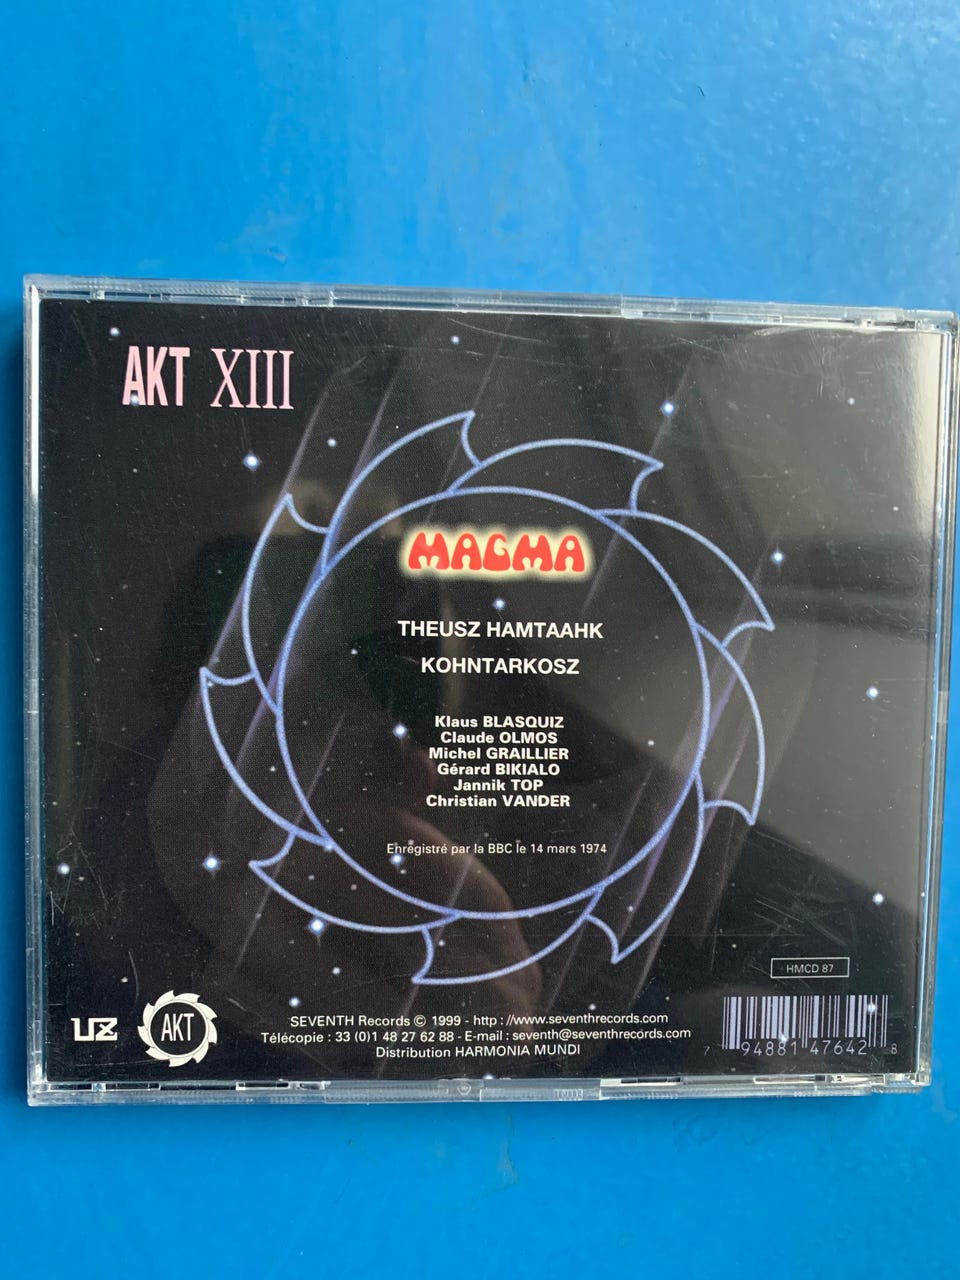 AKT XIII
MAGMA
THEUSZ HAMTAAHK
KOHNTARKOSZ
Klaus BLASQUIZ
Claude OLMOS
Michel GRAILLIER
Gérard BIKIALO
Jannik TOP
Christian VANDER
Enregistré par la BBC le 14 mars 1974
HMCD 87
UZ
AKT
SEVENTH Records © 1999 - http://www.seventhrecords.com
Télécopie : 33 (0)1 48 27 62 88 - E-mail : seventh@seventhrecords.com
Distribution HARMONIA MUNDI
7 94881 47642 8